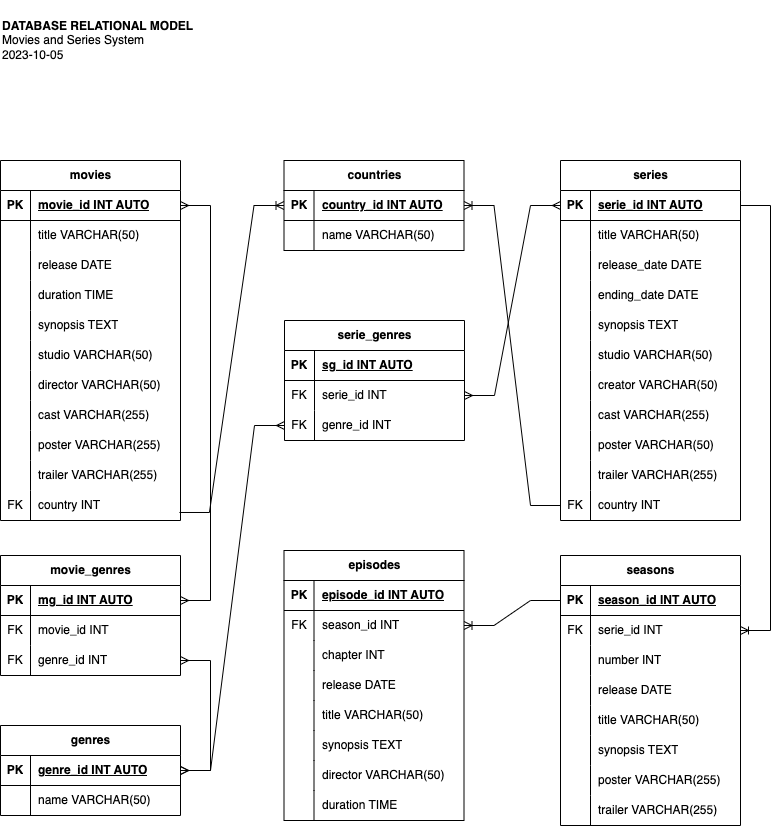 DATABASE RELATIONAL MODEL
Movies and Series System
2023-10-05
movies
PK movie_id INT AUTO
title VARCHAR(50)
release DATE
duration TIME
synopsis TEXT
studio VARCHAR(50)
director VARCHAR(50)
cast VARCHAR(255)
poster VARCHAR(255)
trailer VARCHAR(255)
FK country INT
countries
PK country_id INT AUTO
name VARCHAR(50)
series
PK serie_id INT AUTO
title VARCHAR(50)
release_date DATE
ending_date DATE
synopsis TEXT
studio VARCHAR(50)
creator VARCHAR(50)
cast VARCHAR(255)
poster VARCHAR(50)
trailer VARCHAR(255)
FK country INT
serie_genres
PK sg_id INT AUTO
FK serie_id INT
FK genre_id INT
movie_genres
PK mg_id INT AUTO
FK movie_id INT
FK genre_id INT
episodes
PK episode_id INT AUTO
FK season_id INT
chapter INT
release DATE
title VARCHAR(50)
synopsis TEXT
director VARCHAR(50)
duration TIME
seasons
PK season_id INT AUTO
FK serie_id INT
number INT
release DATE
title VARCHAR(50)
synopsis TEXT
poster VARCHAR(255)
trailer VARCHAR(255)
genres
PK genre_id INT AUTO
name VARCHAR(50)